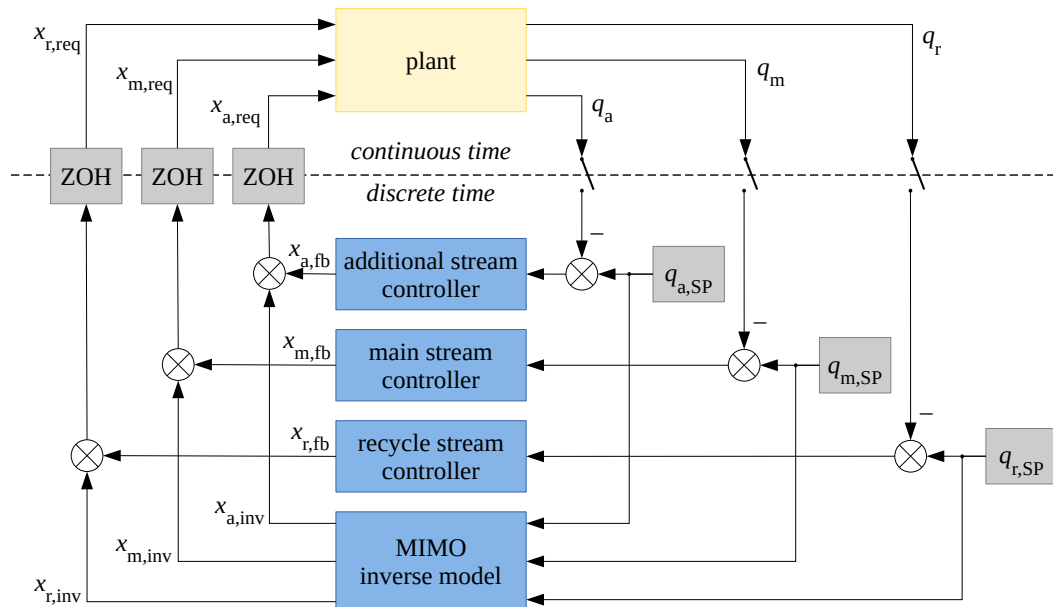 x_r,req
plant
q_r
x_m,req
q_m
x_a,req
q_a
continuous time
ZOH
ZOH
ZOH
discrete time
−
x_a,fb
additional stream
controller
q_a,SP
−
x_m,fb
main stream
controller
q_m,SP
−
x_r,fb
recycle stream
controller
q_r,SP
x_a,inv
MIMO
inverse model
x_m,inv
x_r,inv